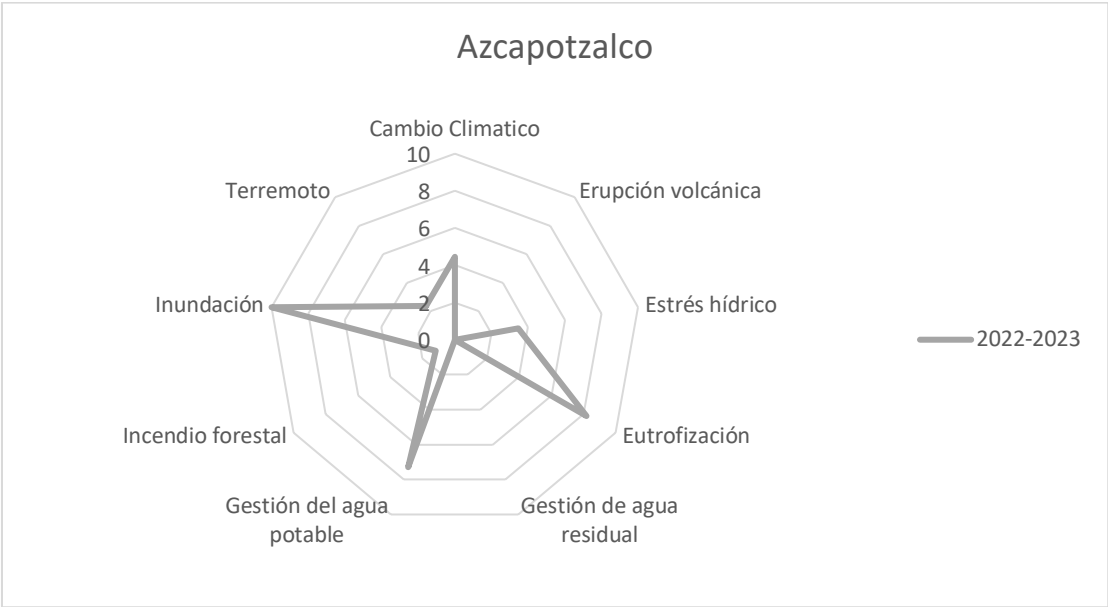 Azcapotzalco
Cambio Climatico
10
8
6
4
2
0
Erupción volcánica
Estrés hídrico
Eutrofización
Gestión de agua
residual
Gestión del agua
potable
Incendio forestal
Inundación
Terremoto
2022-2023